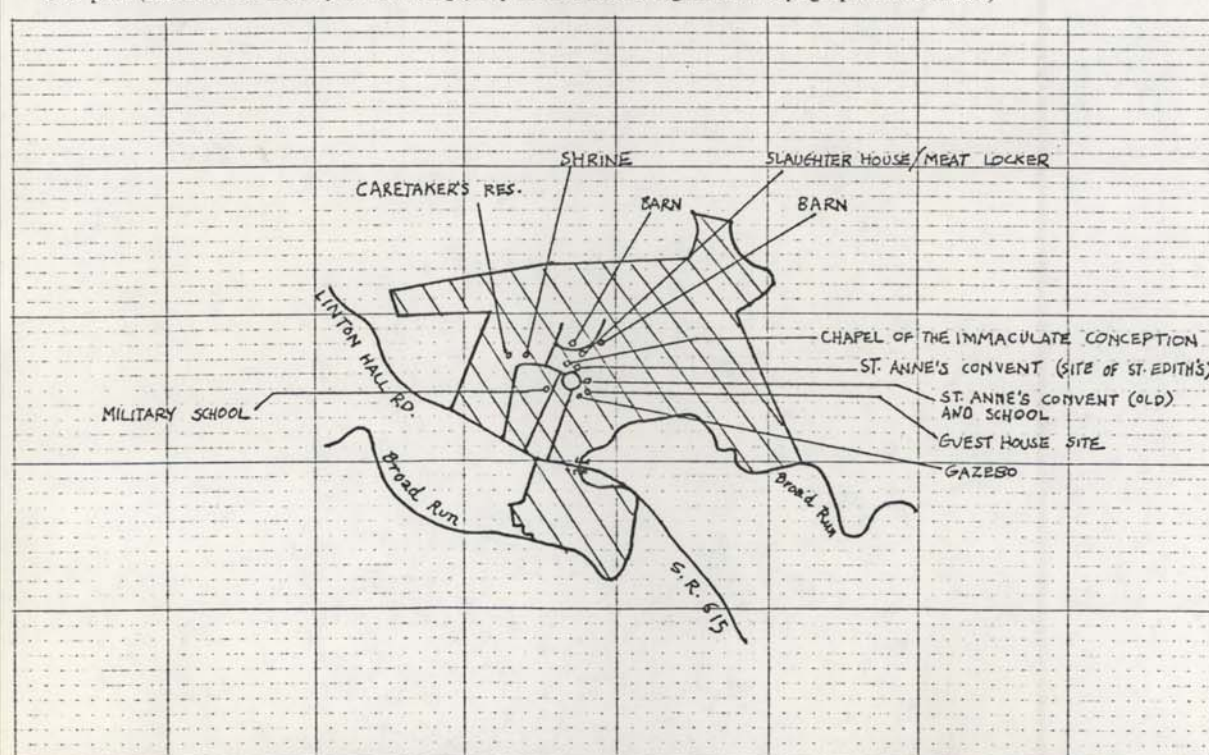 SHRINE
SLAUGHTER HOUSE/MEAT LOCKER
CARETAKER'S RES.
BARN
BARN
LINTON HALL RD.
CHAPEL OF THE IMMACULATE CONCEPTION
ST. ANNE'S CONVENT (SITE OF ST. EDITH'S)
MILITARY SCHOOL
ST. ANNE'S CONVENT (OLD)
AND SCHOOL
GUEST HOUSE SITE
GAZEBO
Broad Run
Broad Run
S.R. 615